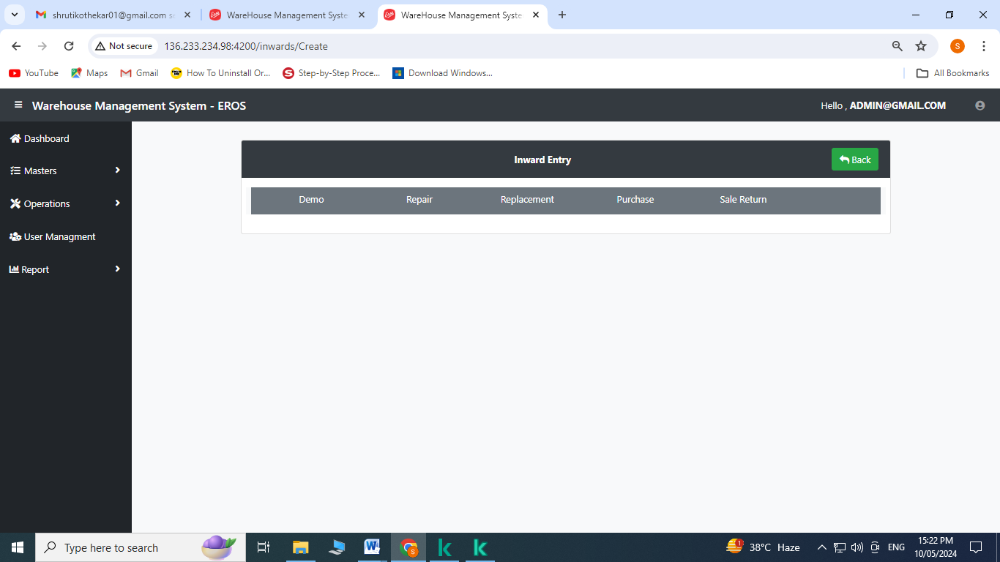 shrutikothekar01@gmail.com se
WareHouse Management Syste
WareHouse Management Syste
Not secure
136.233.234.98:4200/inwards/Create
S
YouTube
Maps
Gmail
How To Uninstall Or...
Step-by-Step Proce...
Download Windows...
All Bookmarks
Warehouse Management System - EROS
Hello , ADMIN@GMAIL.COM
Dashboard
Masters
Operations
User Managment
Report
Inward Entry
Back
Demo
Repair
Replacement
Purchase
Sale Return
Type here to search
38°C Haze
ENG
15:22 PM
10/05/2024